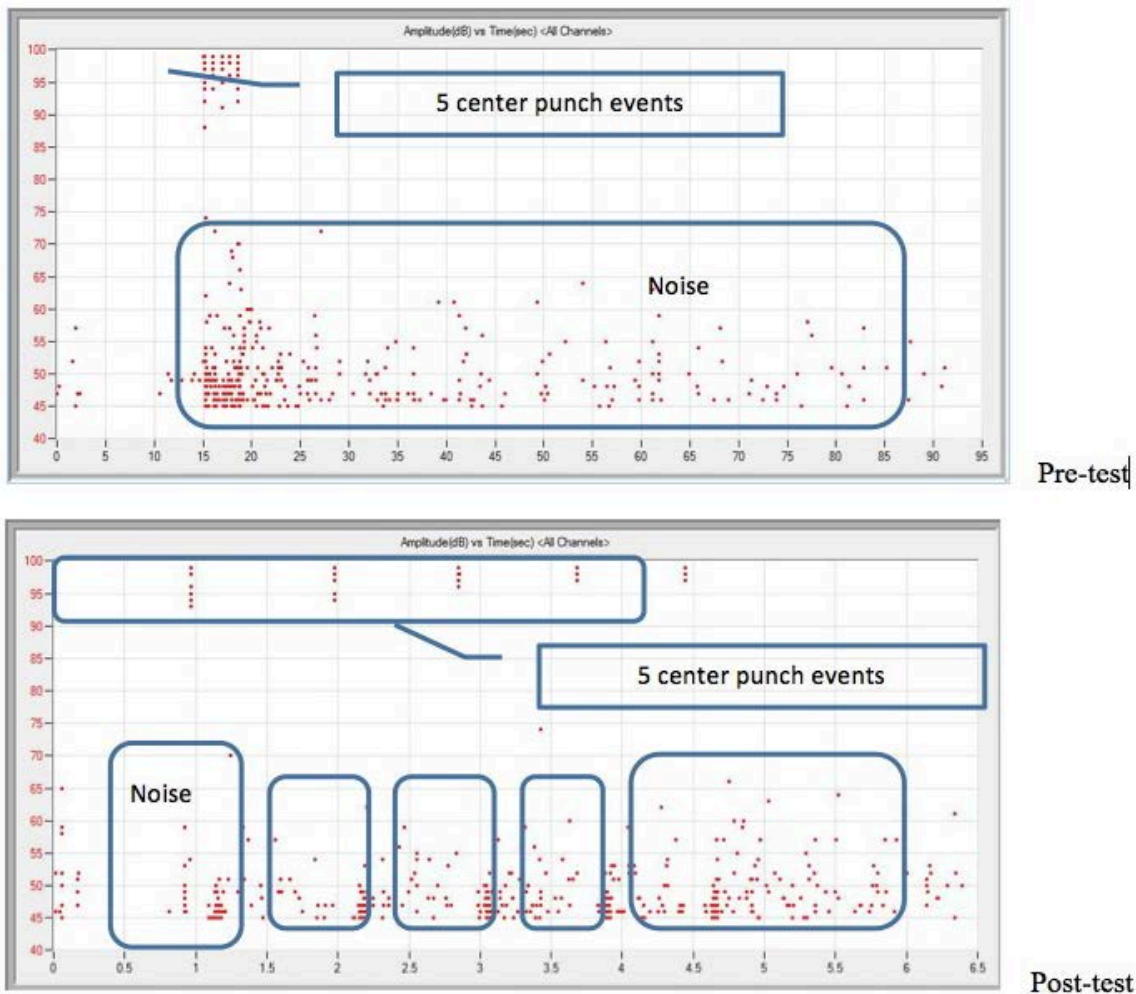 Amplitude(dB) vs Time(sec) <All Channels>
100
95
90
85
80
75
70
65
60
55
50
45
40
5 center punch events
Noise
0 5 10 15 20 25 30 35 40 45 50 55 60 65 70 75 80 85 90 95
Pre-test
Amplitude(dB) vs Time(sec) <All Channels>
100
95
90
85
80
75
70
65
60
55
50
45
40
5 center punch events
Noise
0 0.5 1 1.5 2 2.5 3 3.5 4 4.5 5 5.5 6 6.5
Post-test